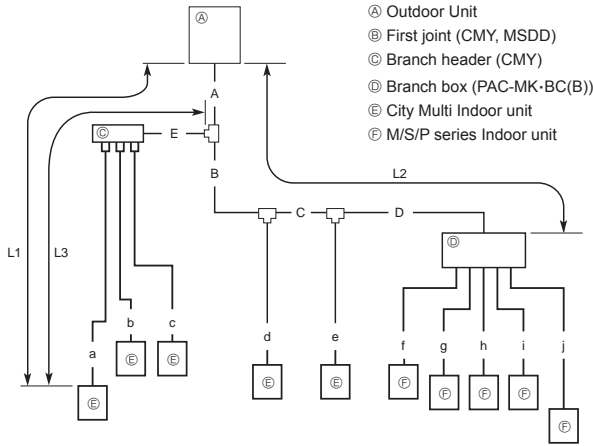 Ⓐ Outdoor Unit
Ⓑ First joint (CMY, MSDD)
Ⓒ Branch header (CMY)
Ⓓ Branch box (PAC-MK·BC(B))
Ⓔ City Multi Indoor unit
Ⓕ M/S/P series Indoor unit
Ⓐ
A
Ⓒ
E
B
L2
C
D
Ⓓ
L1
L3
a
b
c
d
e
f
g
h
i
j
Ⓔ
Ⓔ
Ⓔ
Ⓔ
Ⓔ
Ⓕ
Ⓕ
Ⓕ
Ⓕ
Ⓕ